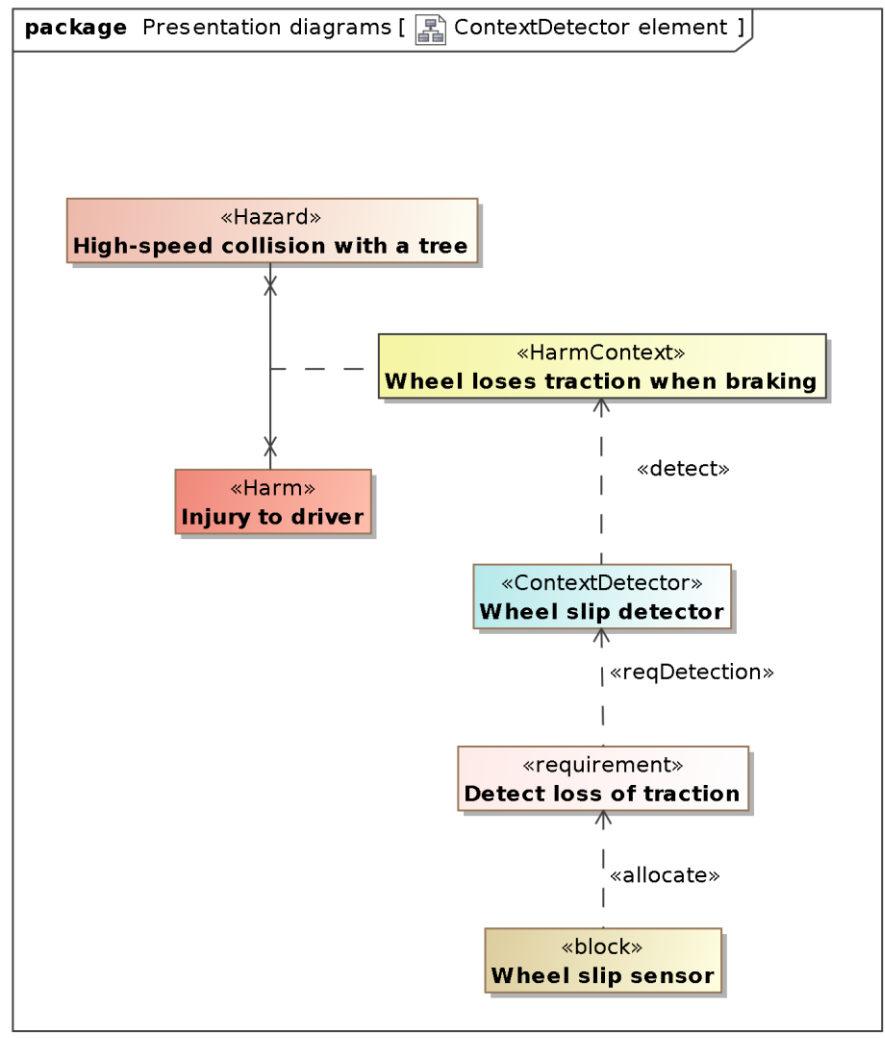 package Presentation diagrams [ ContextDetector element ]
«Hazard»
High-speed collision with a tree
«HarmContext»
Wheel loses traction when braking
«detect»
«Harm»
Injury to driver
«ContextDetector»
Wheel slip detector
«reqDetection»
«requirement»
Detect loss of traction
«allocate»
«block»
Wheel slip sensor